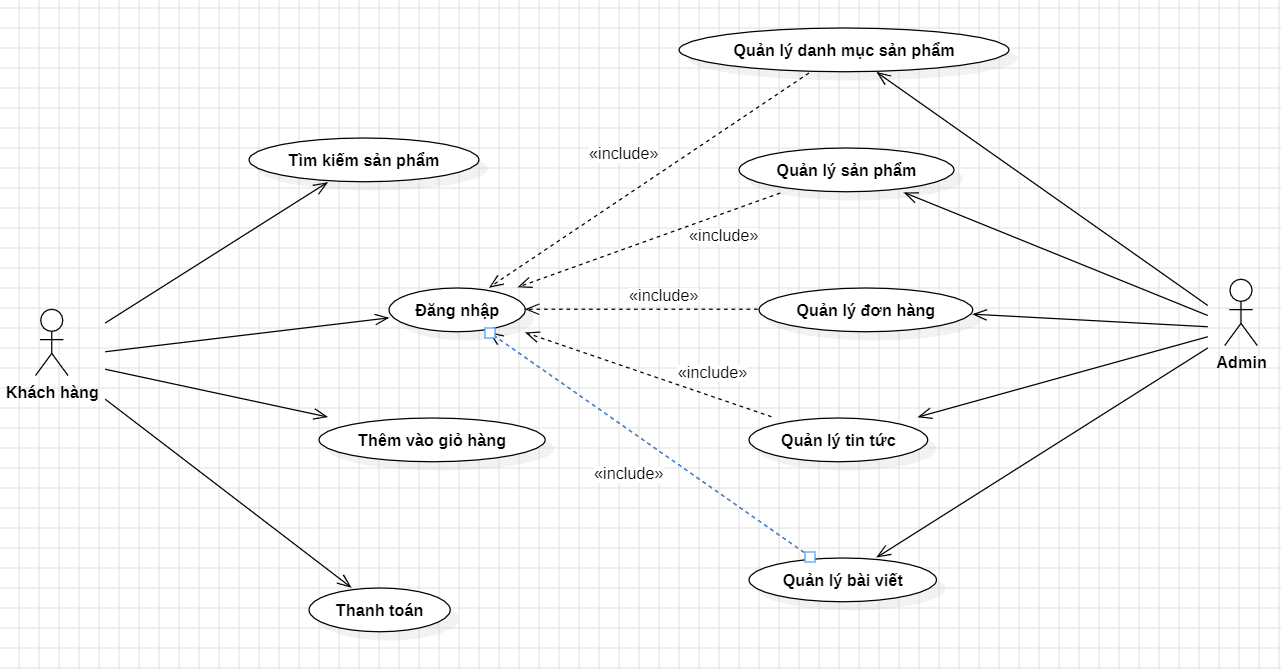 Quản lý danh mục sản phẩm
«include»
Tìm kiếm sản phẩm
Quản lý sản phẩm
«include»
«include»
Đăng nhập
Quản lý đơn hàng
Admin
Khách hàng
«include»
Thêm vào giỏ hàng
Quản lý tin tức
«include»
Quản lý bài viết
Thanh toán